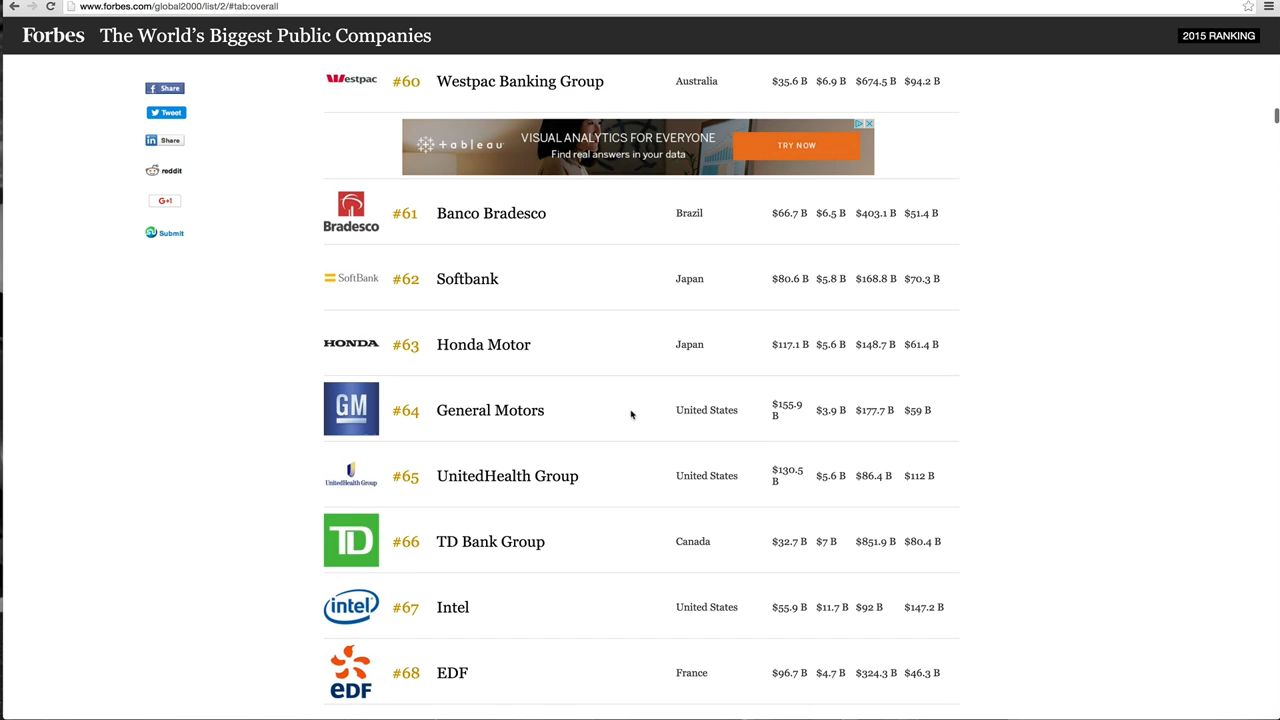 www.forbes.com/global2000/list/2/#tab:overall
Forbes The World's Biggest Public Companies 2015 RANKING
Share
Tweet
Share
reddit
G+1
Submit
Westpac #60 Westpac Banking Group Australia $35.6 B $6.9 B $674.5 B $94.2 B
+ableau VISUAL ANALYTICS FOR EVERYONE
Find real answers in your data
TRY NOW
Bradesco #61 Banco Bradesco Brazil $66.7 B $6.5 B $403.1 B $51.4 B
SoftBank #62 Softbank Japan $80.6 B $5.8 B $168.8 B $70.3 B
HONDA #63 Honda Motor Japan $117.1 B $5.6 B $148.7 B $61.4 B
GM #64 General Motors United States $155.9 B $3.9 B $177.7 B $59 B
UnitedHealth Group #65 UnitedHealth Group United States $130.5 B $5.6 B $86.4 B $112 B
TD #66 TD Bank Group Canada $32.7 B $7 B $851.9 B $80.4 B
intel #67 Intel United States $55.9 B $11.7 B $92 B $147.2 B
eDF #68 EDF France $96.7 B $4.7 B $324.3 B $46.3 B